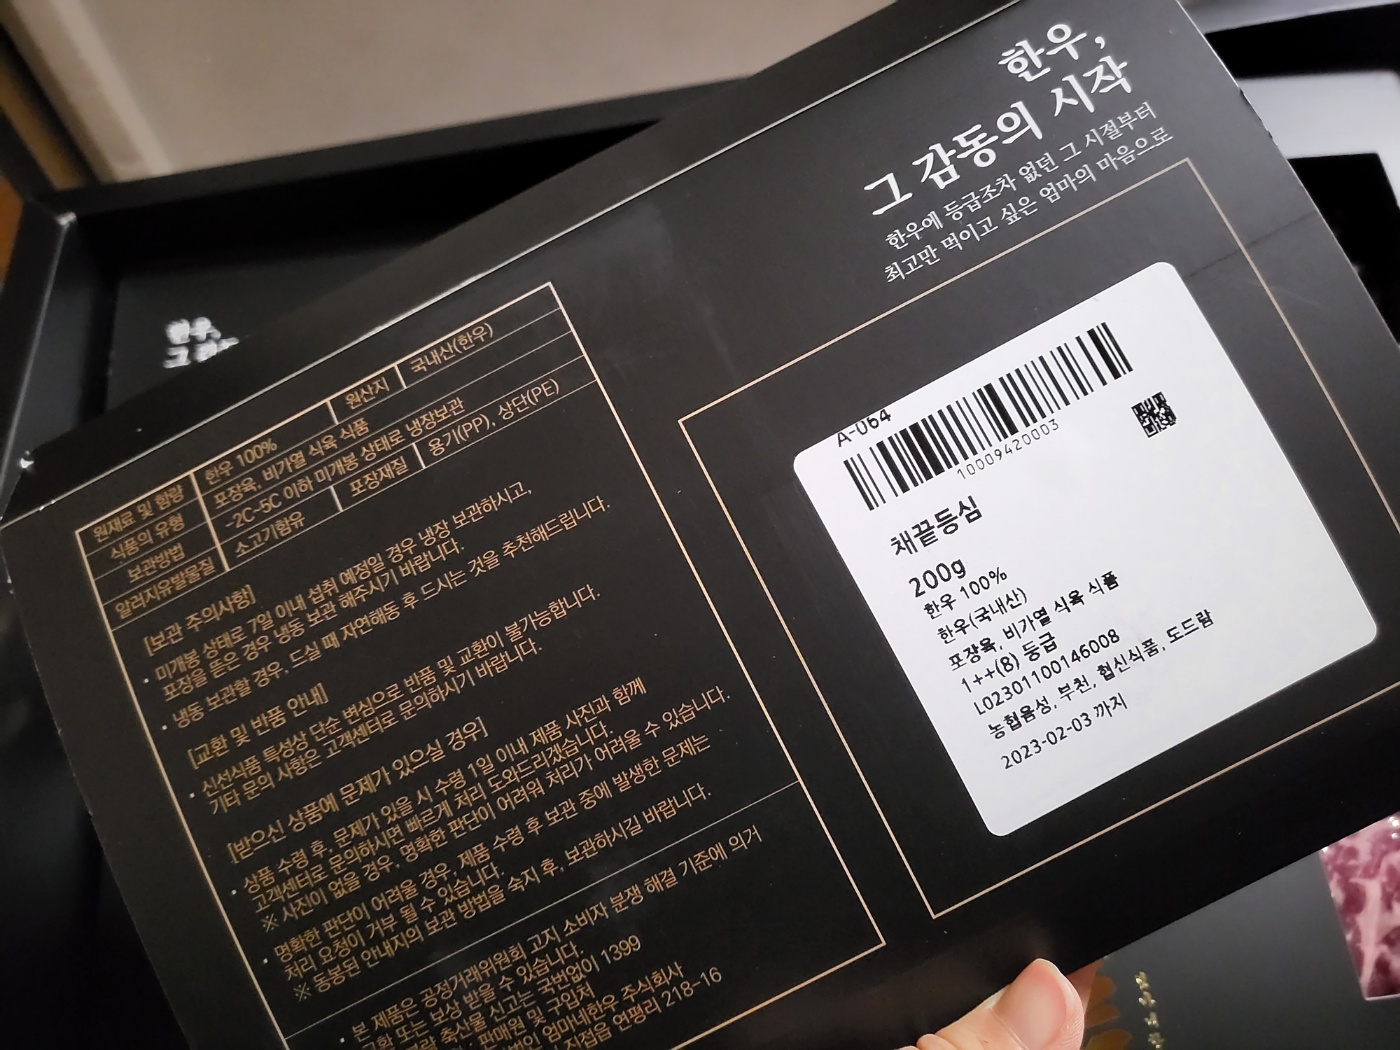 한우,
그 감동의 시작
한우에 등급조차 없던 그 시절부터
최고만 먹이고 싶은 엄마의 마음으로
한우,
원재료 및 함량 한우 100% 원산지 국내산(한우)
식품의 유형 포장육, 비가열 식육 식품
보관방법 -2C-5C 이하 미개봉 상태로 냉장보관
알러지유발물질 소고기함유 포장재질 용기(PP), 상단(PE)
[보관 주의사항]
· 미개봉 상태로 7일 이내 섭취 예정일 경우 냉장 보관하시고,
포장을 뜯은 경우 냉동 보관 해주시기 바랍니다.
· 냉동 보관할 경우, 드실 때 자연해동 후 드시는 것을 추천해드립니다.
[교환 및 반품 안내]
· 신선식품 특성상 단순 변심으로 반품 및 교환이 불가능합니다.
기타 문의 사항은 고객센터로 문의하시기 바랍니다.
[받으신 상품에 문제가 있으실 경우]
· 상품 수령 후, 문제가 있을 시 수령 1일 이내 제품 사진과 함께
고객센터로 문의하시면 빠르게 처리 도와드리겠습니다.
※ 사진이 없을 경우, 명확한 판단이 어려워 처리가 어려울 수 있습니다.
· 명확한 판단이 어려울 경우, 제품 수령 후 보관 중에 발생한 문제는
처리 요청이 거부 될 수 있습니다.
※ 동봉된 안내지의 보관 방법을 숙지 후, 보관하시길 바랍니다.
· 본 제품은 공정거래위원회 고지 소비자 분쟁 해결 기준에 의거
교환 또는 보상 받을 수 있습니다.
축산물 신고는 국번없이 1399
판매원 및 구입처
엄마네한우 주식회사
진접읍 연평리 218-16
A-064
10009420003
채끝등심
200g
한우 100%
한우(국내산)
포장육, 비가열 식육 식품
1++(8) 등급
L02301100146008
농협음성, 부천, 협신식품, 도드람
2023-02-03 까지